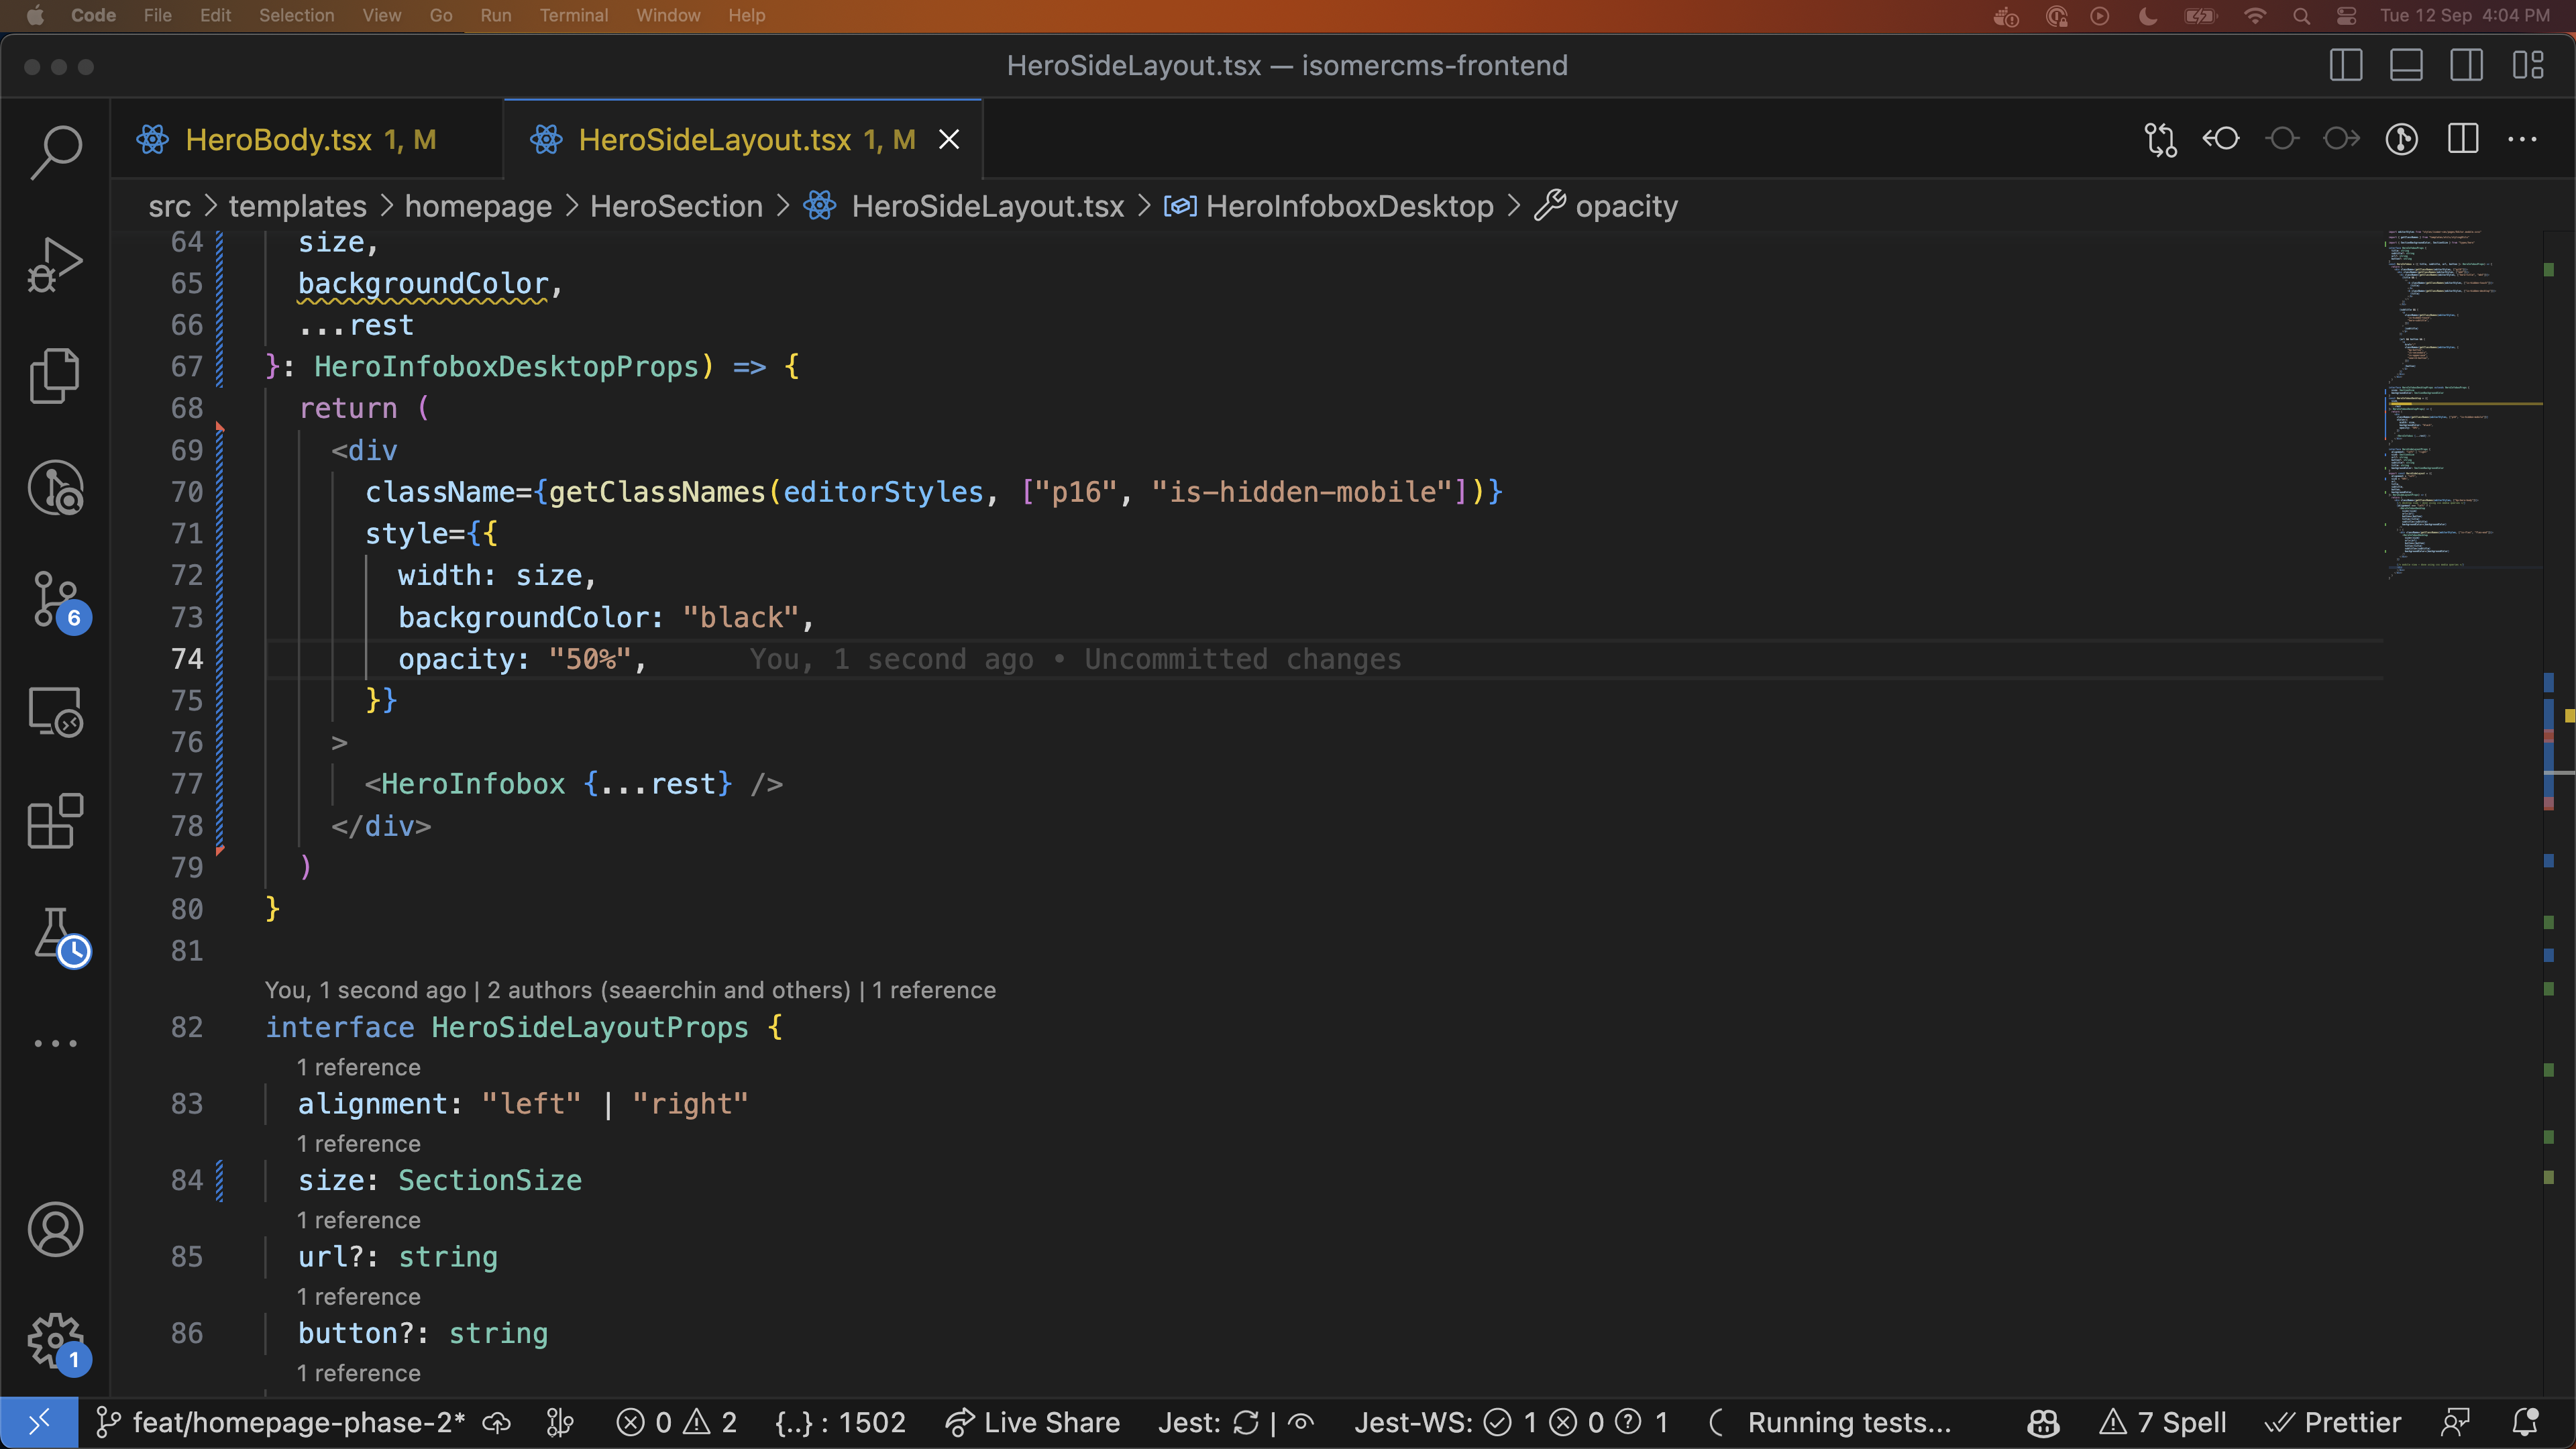 Code File Edit Selection View Go Run Terminal Window Help Tue 12 Sep 4:04 PM
HeroSideLayout.tsx — isomercms-frontend
HeroBody.tsx 1, M HeroSideLayout.tsx 1, M
src > templates > homepage > HeroSection > HeroSideLayout.tsx > HeroInfoboxDesktop > opacity
64 size,
65 backgroundColor,
66 ...rest
67 }: HeroInfoboxDesktopProps) => {
68 return (
69 <div
70 className={getClassNames(editorStyles, ["p16", "is-hidden-mobile"])}
71 style={{
72 width: size,
73 backgroundColor: "black",
74 opacity: "50%", You, 1 second ago • Uncommitted changes
75 }}
76 >
77 <HeroInfobox {...rest} />
78 </div>
79 )
80 }
81
You, 1 second ago | 2 authors (seaerchin and others) | 1 reference
82 interface HeroSideLayoutProps {
1 reference
83 alignment: "left" | "right"
1 reference
84 size: SectionSize
1 reference
85 url?: string
1 reference
86 button?: string
1 reference
6
1
feat/homepage-phase-2* 0 2 {..} : 1502 Live Share Jest: | Jest-WS: 1 0 1 Running tests... 7 Spell Prettier